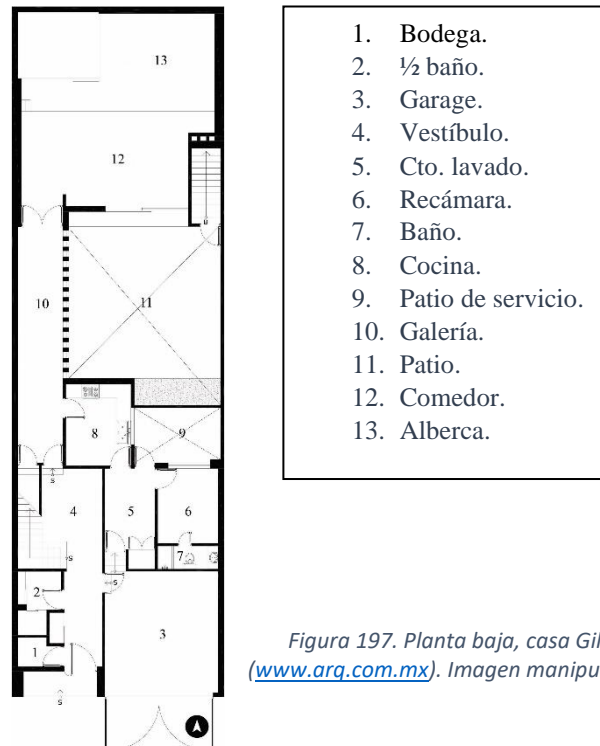 13
12
10
11
8
9
4
5
6
7
2
3
1
S
S
S
S
1. Bodega.
2. ½ baño.
3. Garage.
4. Vestíbulo.
5. Cto. lavado.
6. Recámara.
7. Baño.
8. Cocina.
9. Patio de servicio.
10. Galería.
11. Patio.
12. Comedor.
13. Alberca.
Figura 197. Planta baja, casa Gil
(www.arq.com.mx). Imagen manipu